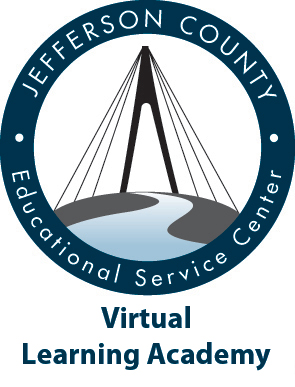 JEFFERSON COUNTY
Educational Service Center
Virtual
Learning Academy